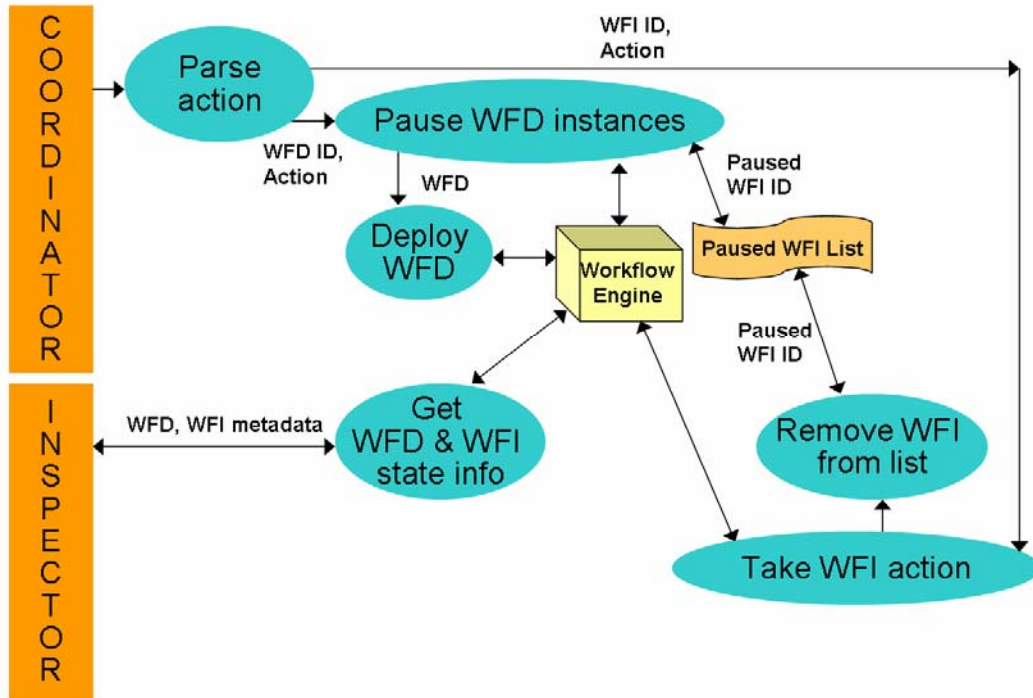 COORDINATOR
Parse
action
WFI ID,
Action
Pause WFD instances
WFD ID,
Action
WFD
Paused
WFI ID
Deploy
WFD
Workflow
Engine
Paused WFI List
Paused
WFI ID
INSPECTOR
WFD, WFI metadata
Get
WFD & WFI
state info
Remove WFI
from list
Take WFI action